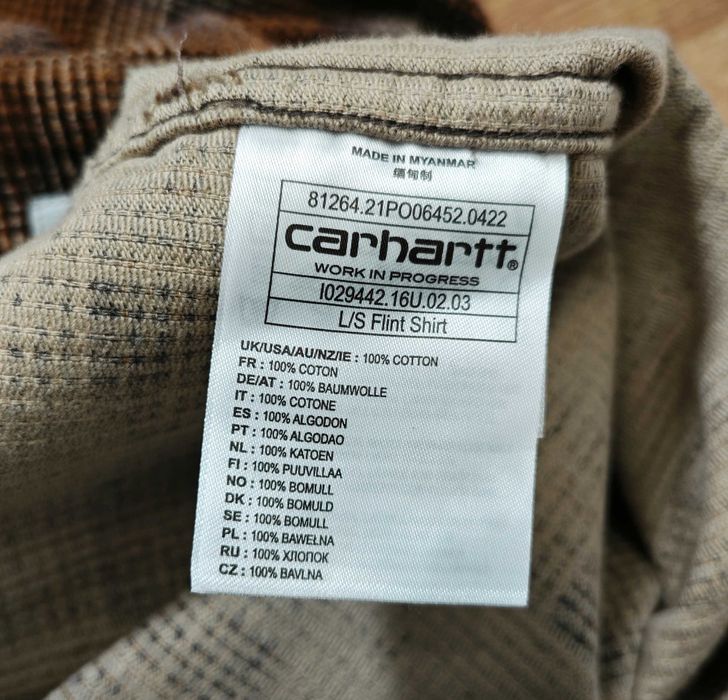 MADE IN MYANMAR
缅甸制
81264.21PO06452.0422
carhartt®
WORK IN PROGRESS
I029442.16U.02.03
L/S Flint Shirt
UK/USA/AU/NZ/IE : 100% COTTON
FR : 100% COTON
DE/AT : 100% BAUMWOLLE
IT : 100% COTONE
ES : 100% ALGODON
PT : 100% ALGODAO
NL : 100% KATOEN
FI : 100% PUUVILLAA
NO : 100% BOMULL
DK : 100% BOMULD
SE : 100% BOMULL
PL : 100% BAWEŁNA
RU : 100% ХЛОПОК
CZ : 100% BAVLNA